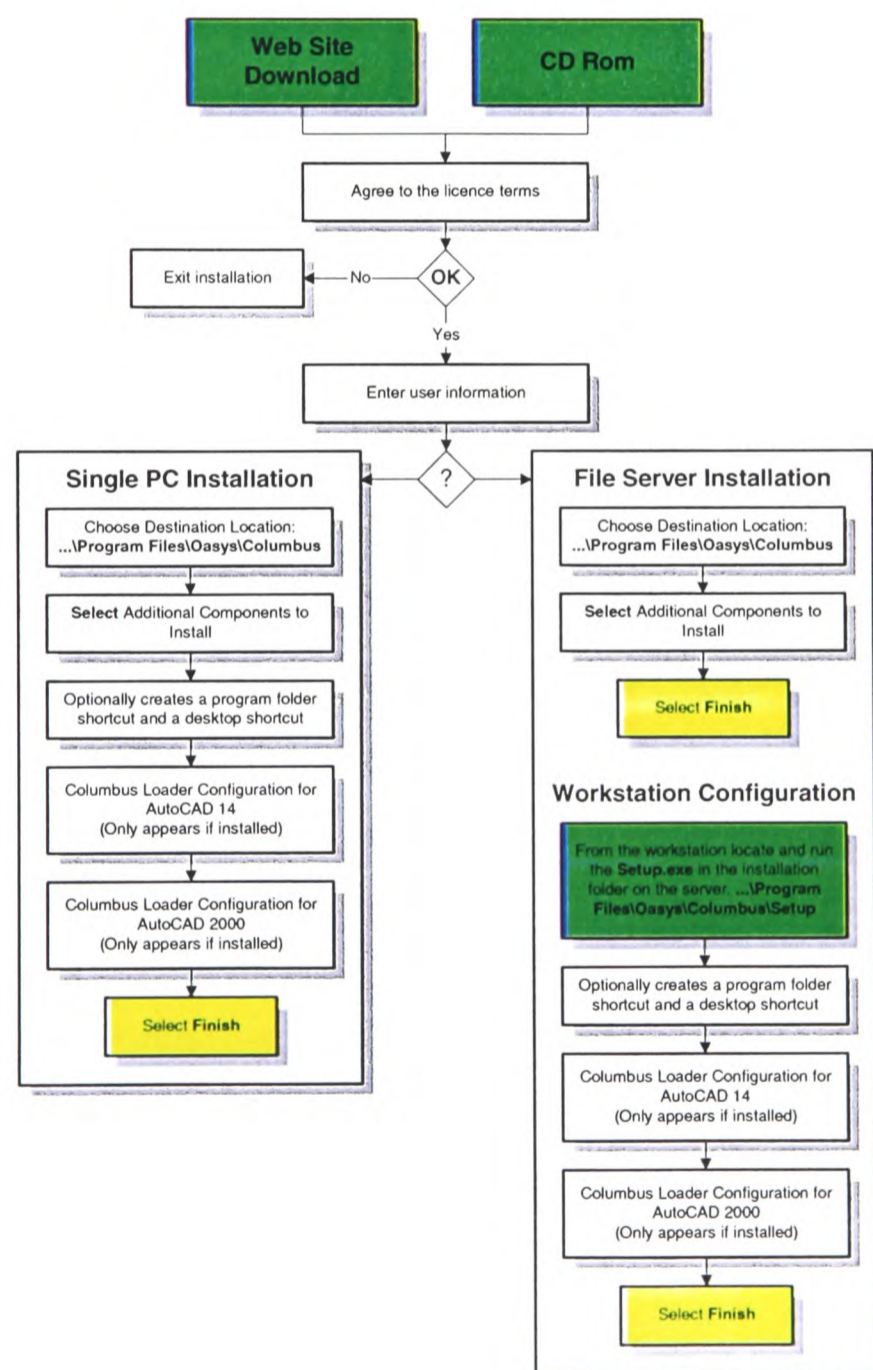 Web Site
Download
CD Rom
Agree to the licence terms
OK
No
Exit installation
Yes
Enter user information
?
Single PC Installation
Choose Destination Location:
...\Program Files\Oasys\Columbus
Select Additional Components to
Install
Optionally creates a program folder
shortcut and a desktop shortcut
Columbus Loader Configuration for
AutoCAD 14
(Only appears if installed)
Columbus Loader Configuration for
AutoCAD 2000
(Only appears if installed)
Select Finish
File Server Installation
Choose Destination Location:
...\Program Files\Oasys\Columbus
Select Additional Components to
Install
Select Finish
Workstation Configuration
From the workstation locate and run
the Setup.exe in the installation
folder on the server. ...\Program
Files\Oasys\Columbus\Setup
Optionally creates a program folder
shortcut and a desktop shortcut
Columbus Loader Configuration for
AutoCAD 14
(Only appears if installed)
Columbus Loader Configuration for
AutoCAD 2000
(Only appears if installed)
Select Finish